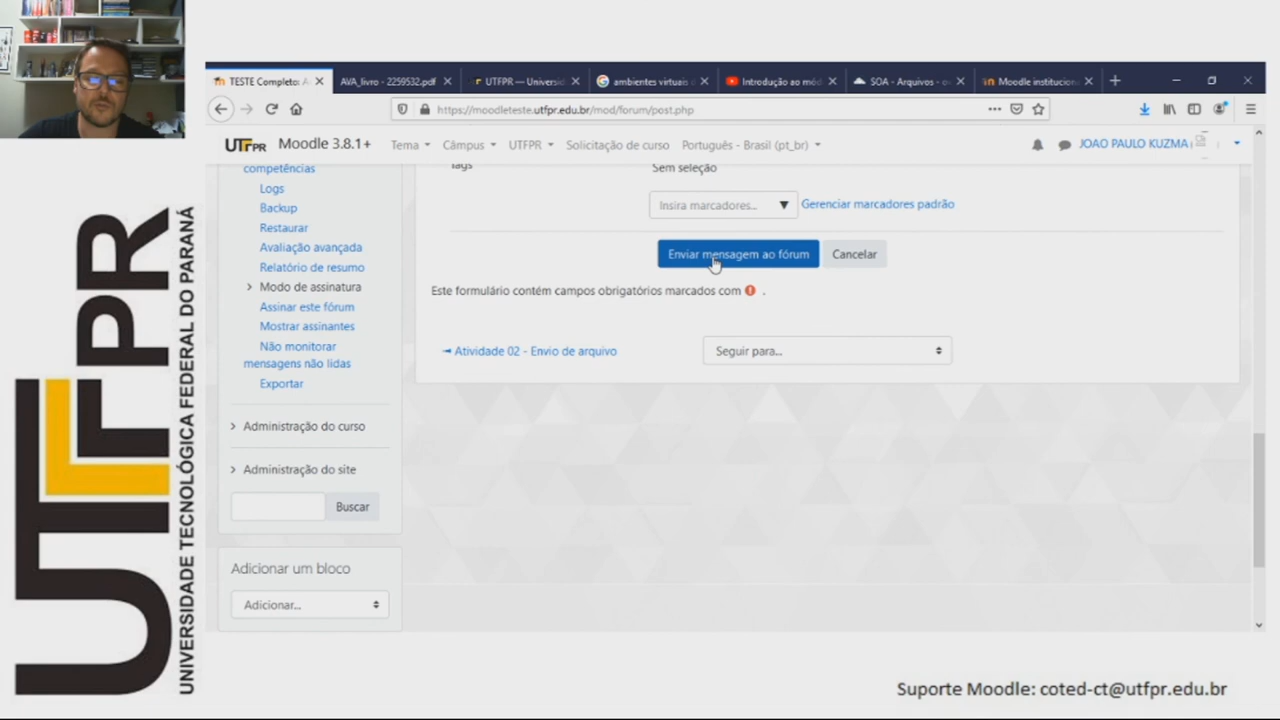 TESTE Completo: A
AVA_livro - 2259532.pdf
UTFPR — Universid
ambientes virtuais d
Introdução ao mód
SOA - Arquivos - o
Moodle instituciona
https://moodleteste.utfpr.edu.br/mod/forum/post.php
UTFPR Moodle 3.8.1+ Tema Câmpus UTFPR Solicitação de curso Português - Brasil (pt_br) JOAO PAULO KUZMA
competências
Logs
Backup
Restaurar
Avaliação avançada
Relatório de resumo
Modo de assinatura
Assinar este fórum
Mostrar assinantes
Não monitorar
mensagens não lidas
Exportar
Administração do curso
Administração do site
Buscar
Adicionar um bloco
Adicionar...
Tags
Sem seleção
Insira marcadores... Gerenciar marcadores padrão
Enviar mensagem ao fórum Cancelar
Este formulário contém campos obrigatórios marcados com .
Atividade 02 - Envio de arquivo Seguir para...
UTFPR
UNIVERSIDADE TECNOLÓGICA FEDERAL DO PARANÁ
Suporte Moodle: coted-ct@utfpr.edu.br